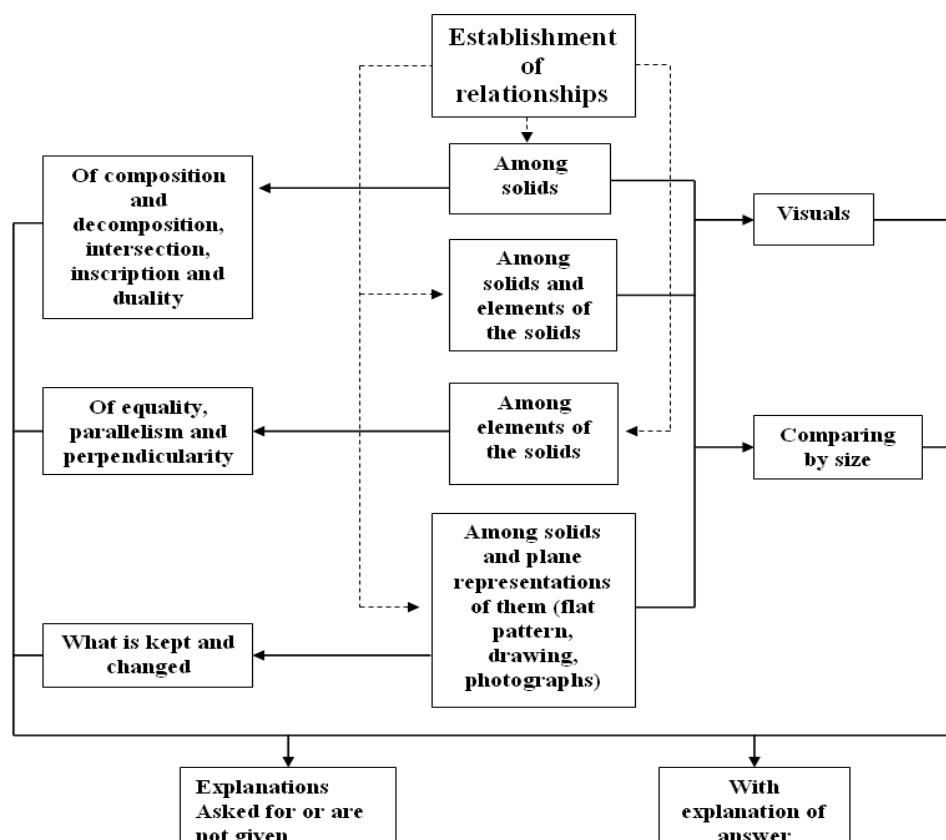 Establishment
of
relationships
Among
solids
Of composition
and
decomposition,
intersection,
inscription and
duality
Visuals
Among
solids and
elements of
the solids
Of equality,
parallelism and
perpendicularity
Among
elements of
the solids
Comparing
by size
Among solids
and plane
representations
of them (flat
pattern,
drawing,
photographs)
What is kept and
changed
Explanations
Asked for or are
not given
With
explanation of
answer